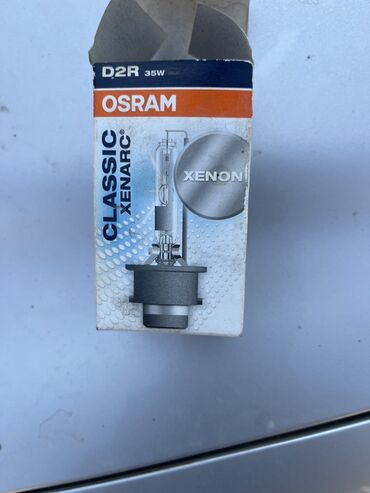 D2R 35W
OSRAM
CLASSIC
XENARC®
XENON